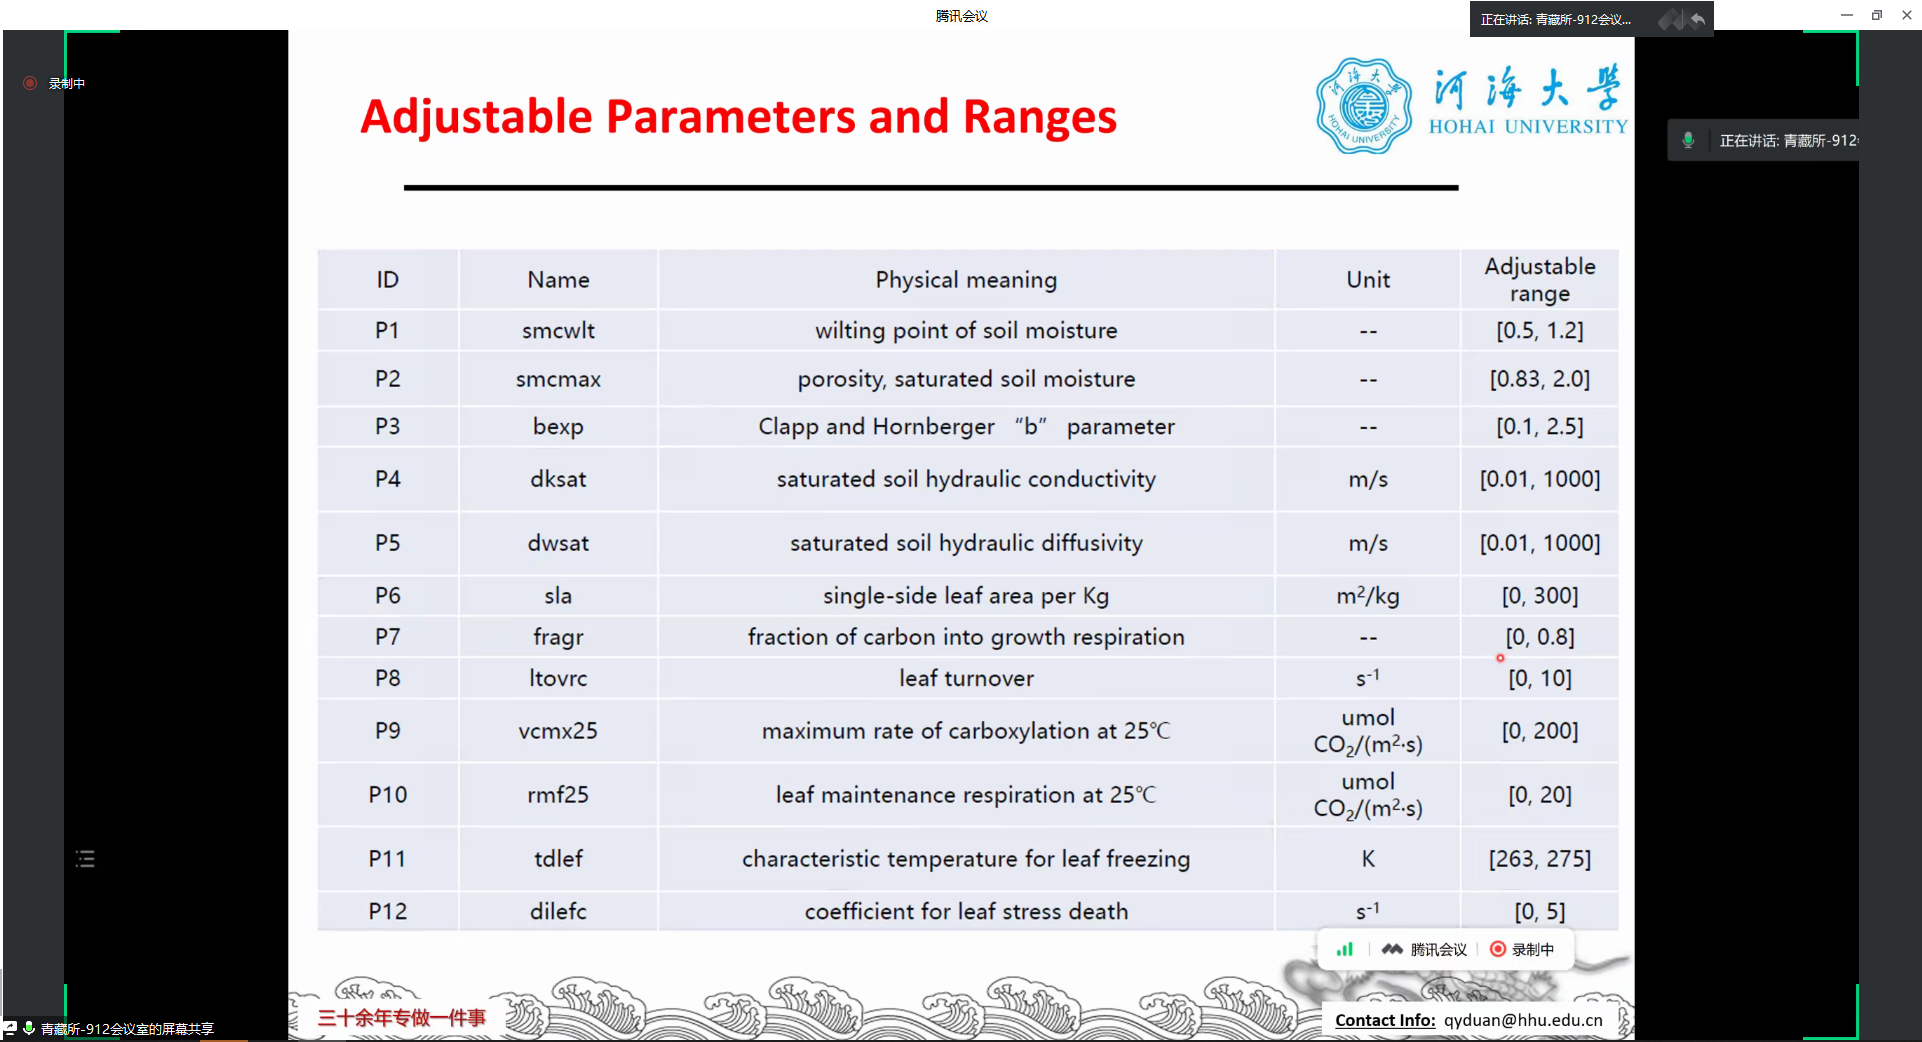 腾讯会议
正在讲话: 青藏所-912会议...
录制中
Adjustable Parameters and Ranges
河海大學
HOHAI UNIVERSITY
河海大
HOHAI UNIVERSITY
正在讲话: 青藏所-912
ID Name Physical meaning Unit Adjustable range
P1 smcwlt wilting point of soil moisture -- [0.5, 1.2]
P2 smcmax porosity, saturated soil moisture -- [0.83, 2.0]
P3 bexp Clapp and Hornberger “b” parameter -- [0.1, 2.5]
P4 dksat saturated soil hydraulic conductivity m/s [0.01, 1000]
P5 dwsat saturated soil hydraulic diffusivity m/s [0.01, 1000]
P6 sla single-side leaf area per Kg m²/kg [0, 300]
P7 fragr fraction of carbon into growth respiration -- [0, 0.8]
P8 ltovrc leaf turnover s⁻¹ [0, 10]
P9 vcmx25 maximum rate of carboxylation at 25℃ umol CO₂/(m²·s) [0, 200]
P10 rmf25 leaf maintenance respiration at 25℃ umol CO₂/(m²·s) [0, 20]
P11 tdlef characteristic temperature for leaf freezing K [263, 275]
P12 dilefc coefficient for leaf stress death s⁻¹ [0, 5]
腾讯会议 录制中
三十余年专做一件事
Contact Info: qyduan@hhu.edu.cn
青藏所-912会议室的屏幕共享